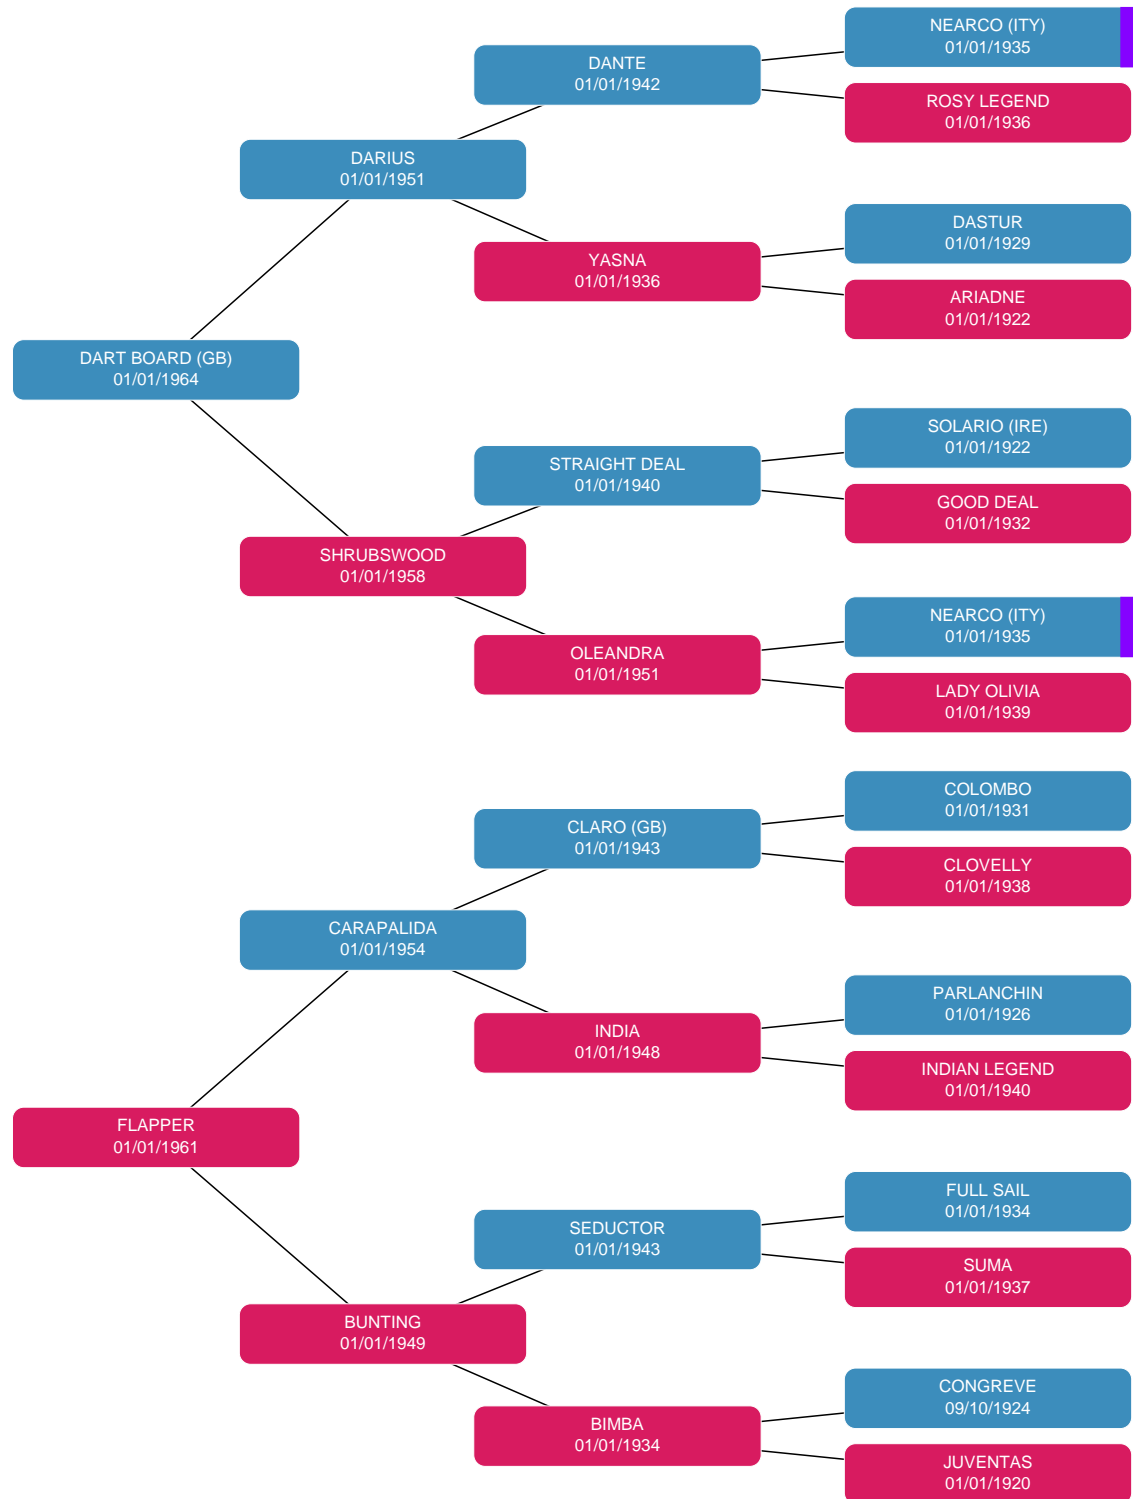 NEARCO (ITY)
01/01/1935
DANTE
01/01/1942
ROSY LEGEND
01/01/1936
DARIUS
01/01/1951
DASTUR
01/01/1929
YASNA
01/01/1936
ARIADNE
01/01/1922
DART BOARD (GB)
01/01/1964
SOLARIO (IRE)
01/01/1922
STRAIGHT DEAL
01/01/1940
GOOD DEAL
01/01/1932
SHRUBSWOOD
01/01/1958
NEARCO (ITY)
01/01/1935
OLEANDRA
01/01/1951
LADY OLIVIA
01/01/1939
COLOMBO
01/01/1931
CLARO (GB)
01/01/1943
CLOVELLY
01/01/1938
CARAPALIDA
01/01/1954
PARLANCHIN
01/01/1926
INDIA
01/01/1948
INDIAN LEGEND
01/01/1940
FLAPPER
01/01/1961
FULL SAIL
01/01/1934
SEDUCTOR
01/01/1943
SUMA
01/01/1937
BUNTING
01/01/1949
CONGREVE
09/10/1924
BIMBA
01/01/1934
JUVENTAS
01/01/1920